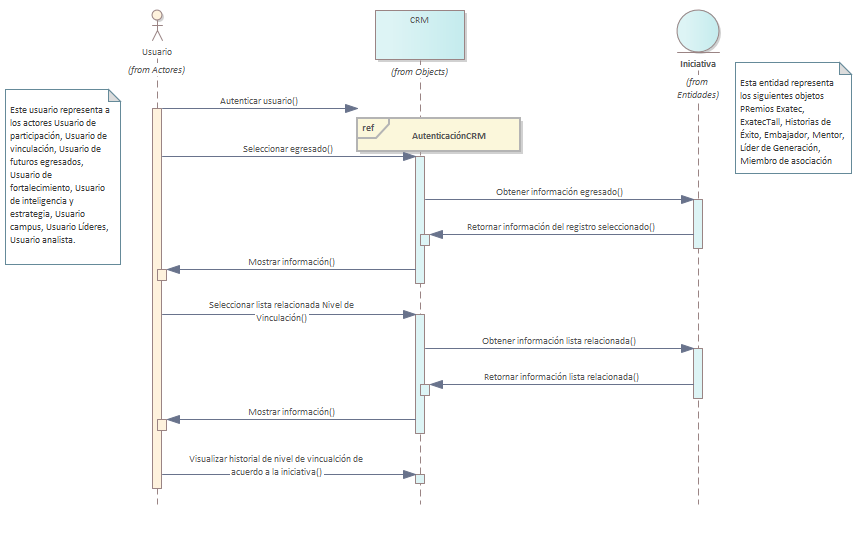 CRM
Usuario
(from Actores)
(from Objects)
Iniciativa
(from
Entidades)
Esta entidad representa
los siguientes objetos
PRemios Exatec,
ExatecTall, Historias de
Éxito, Embajador, Mentor,
Líder de Generación,
Miembro de asociación
Este usuario representa a
los actores Usuario de
participación, Usuario de
vinculación, Usuario de
futuros egresados,
Usuario de
fortalecimiento, Usuario
de inteligencia y
estrategia, Usuario
campus, Usuario Líderes,
Usuario analista.
Autenticar usuario()
ref
AutenticaciónCRM
Seleccionar egresado()
Obtener información egresado()
Retornar información del registro seleccionado()
Mostrar información()
Seleccionar lista relacionada Nivel de
Vinculación()
Obtener información lista relacionada()
Retornar información lista relacionada()
Mostrar información()
Visualizar historial de nivel de vincualción de
acuerdo a la iniciativa()